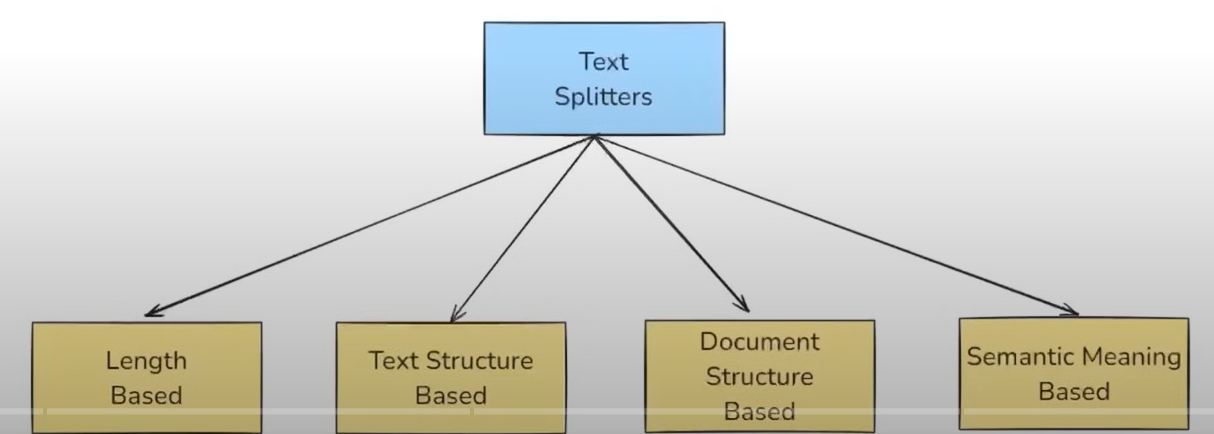 Text
Splitters
Length
Based
Text Structure
Based
Document
Structure
Based
Semantic Meaning
Based